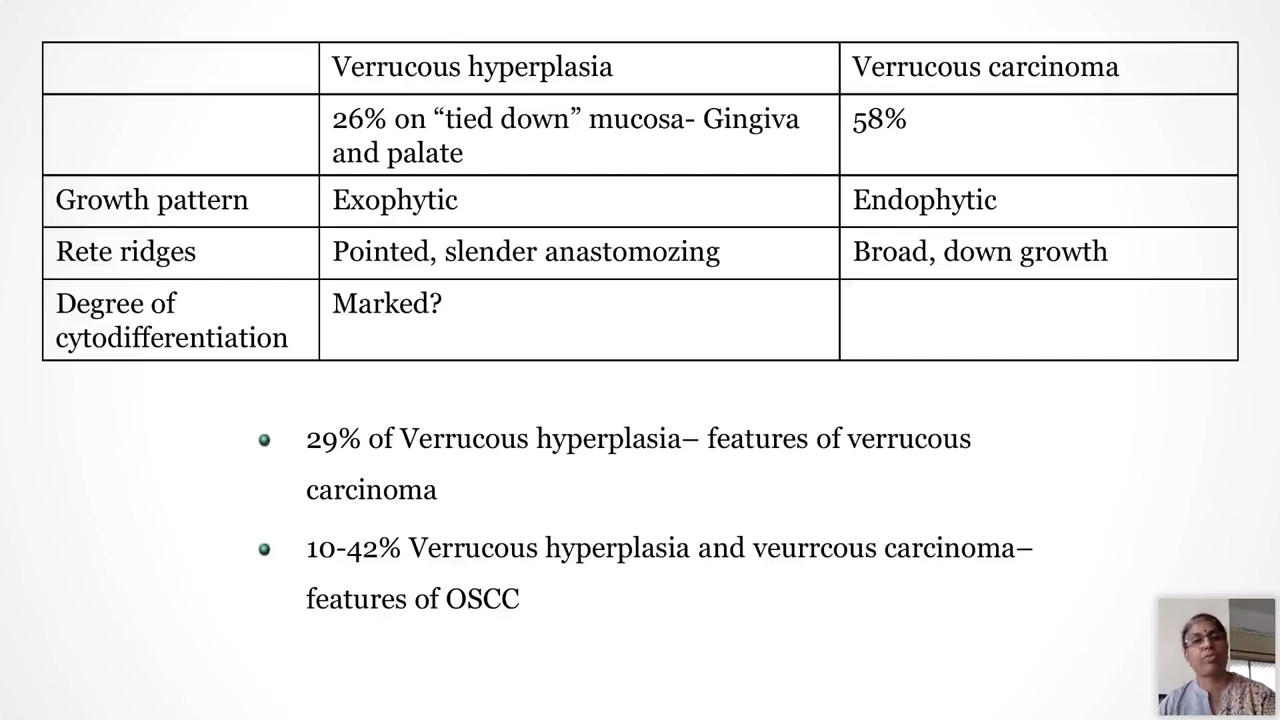 Verrucous hyperplasia
Verrucous carcinoma
26% on “tied down” mucosa- Gingiva
and palate
58%
Growth pattern
Exophytic
Endophytic
Rete ridges
Pointed, slender anastomozing
Broad, down growth
Degree of
cytodifferentiation
Marked?
29% of Verrucous hyperplasia– features of verrucous
carcinoma
10-42% Verrucous hyperplasia and veurrcous carcinoma–
features of OSCC